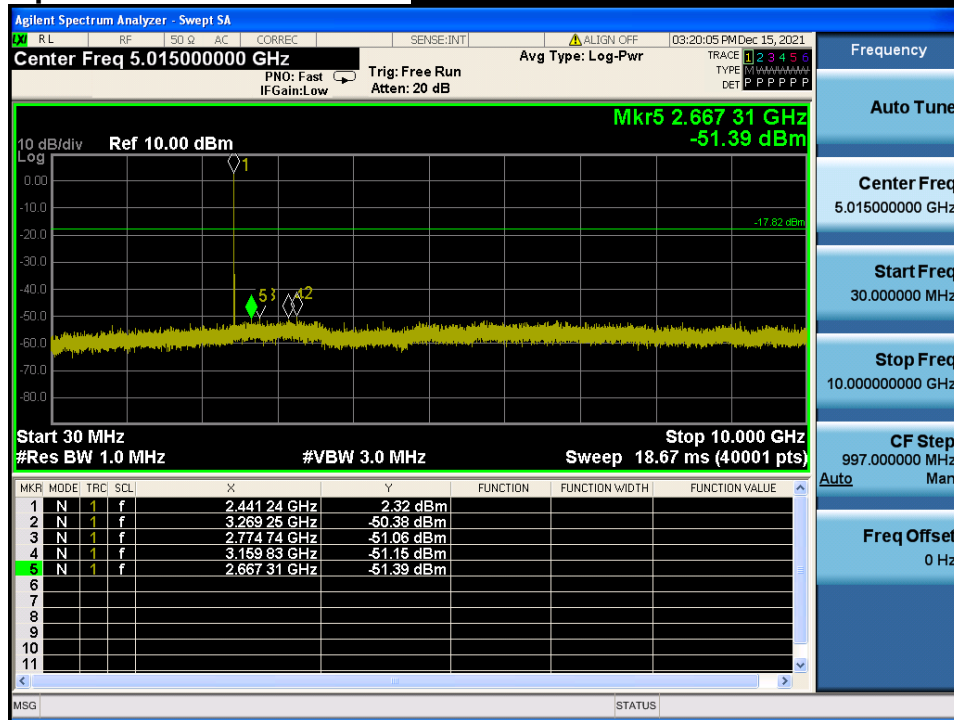 Agilent Spectrum Analyzer - Swept SA
LXI RL RF 50 Ω AC CORREC SENSE:INT ALIGN OFF 03:20:05 PM Dec 15, 2021
Center Freq 5.015000000 GHz
PNO: Fast
IFGain:Low
Trig: Free Run
Atten: 20 dB
Avg Type: Log-Pwr
TRACE 1 2 3 4 5 6
TYPE M WWWWW
DET P P P P P P
Mkr5 2.667 31 GHz
-51.39 dBm
10 dB/div Ref 10.00 dBm
Log
0.00
-10.0
-20.0
-30.0
-40.0
-50.0
-60.0
-70.0
-80.0
1
-17.82 dBm
5 3 4 2
Start 30 MHz Stop 10.000 GHz
#Res BW 1.0 MHz #VBW 3.0 MHz Sweep 18.67 ms (40001 pts)
MKR MODE TRC SCL X Y FUNCTION FUNCTION WIDTH FUNCTION VALUE
1 N 1 f 2.441 24 GHz 2.32 dBm
2 N 1 f 3.269 25 GHz -50.38 dBm
3 N 1 f 2.774 74 GHz -51.06 dBm
4 N 1 f 3.159 83 GHz -51.15 dBm
5 N 1 f 2.667 31 GHz -51.39 dBm
6
7
8
9
10
11
MSG STATUS
Frequency
Auto Tune
Center Freq
5.015000000 GHz
Start Freq
30.000000 MHz
Stop Freq
10.000000000 GHz
CF Step
997.000000 MHz
Auto Man
Freq Offset
0 Hz